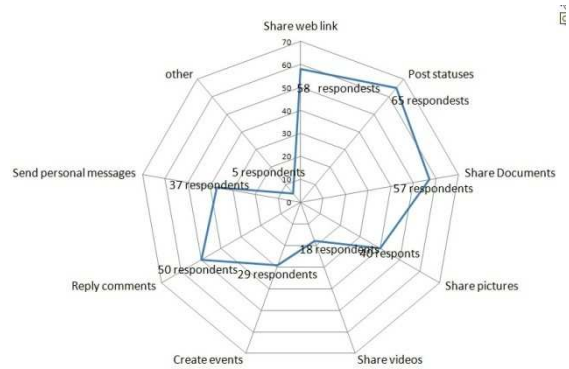 Share web link
70
60
50
40
30
20
10
0
Post statuses
Share Documents
Share pictures
Share videos
Create events
Reply comments
Send personal messages
other
58 respondests
65 respondests
57 respondents
40 responts
18 respondents
29 respondents
50 respondents
37 respondents
5 respondents